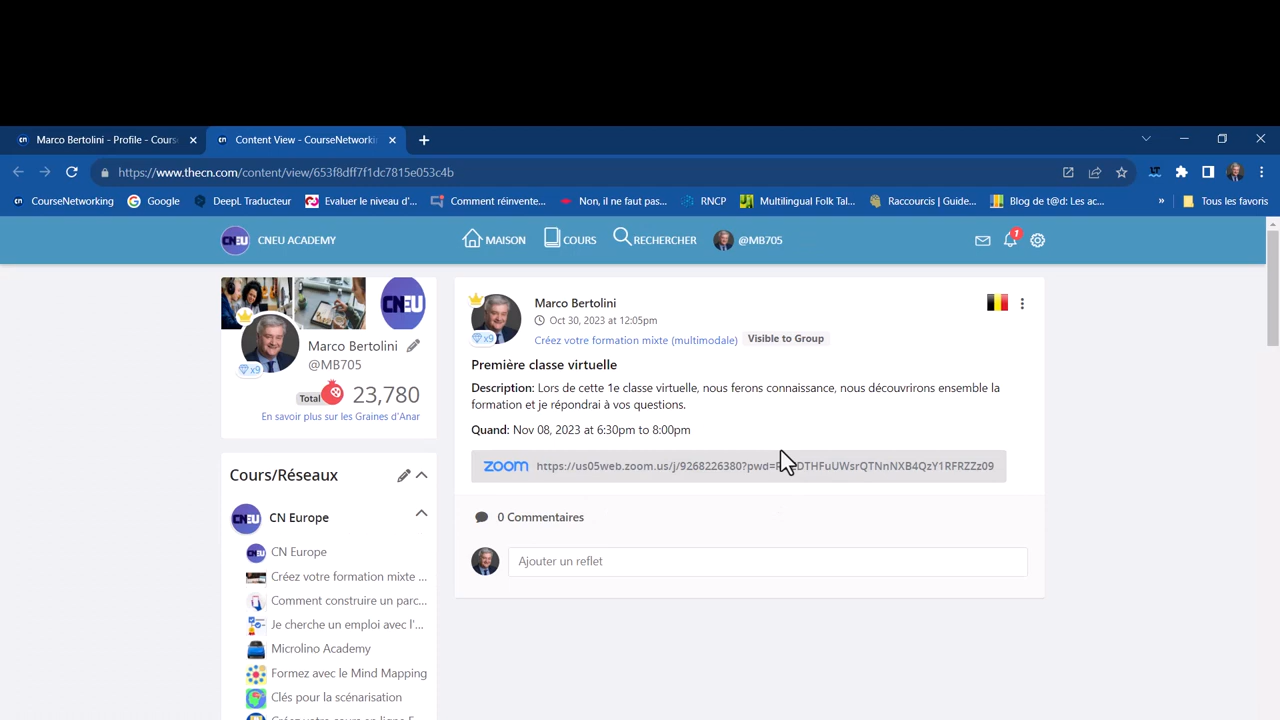 Marco Bertolini - Profile - Cours
Content View - CourseNetworkin
https://www.thecn.com/content/view/653f8dff7f1dc7815e053c4b
CourseNetworking
Google
DeepL Traducteur
Evaluer le niveau d'...
Comment réinvente...
Non, il ne faut pas...
RNCP
Multilingual Folk Tal...
Raccourcis | Guide...
Blog de t@d: Les ac...
»
Tous les favoris
CNEU CNEU ACADEMY
MAISON
COURS
RECHERCHER
@MB705
1
CNEU
x9
Marco Bertolini
@MB705
Total 23,780
En savoir plus sur les Graines d'Anar
Cours/Réseaux
CNEU CN Europe
CN Europe
Créez votre formation mixte ...
Comment construire un parc...
Je cherche un emploi avec l'...
Microlino Academy
Formez avec le Mind Mapping
Clés pour la scénarisation
x9
Marco Bertolini
Oct 30, 2023 at 12:05pm
Créez votre formation mixte (multimodale) Visible to Group
Première classe virtuelle
Description: Lors de cette 1e classe virtuelle, nous ferons connaissance, nous découvrirons ensemble la
formation et je répondrai à vos questions.
Quand: Nov 08, 2023 at 6:30pm to 8:00pm
zoom
0 Commentaires
Ajouter un reflet